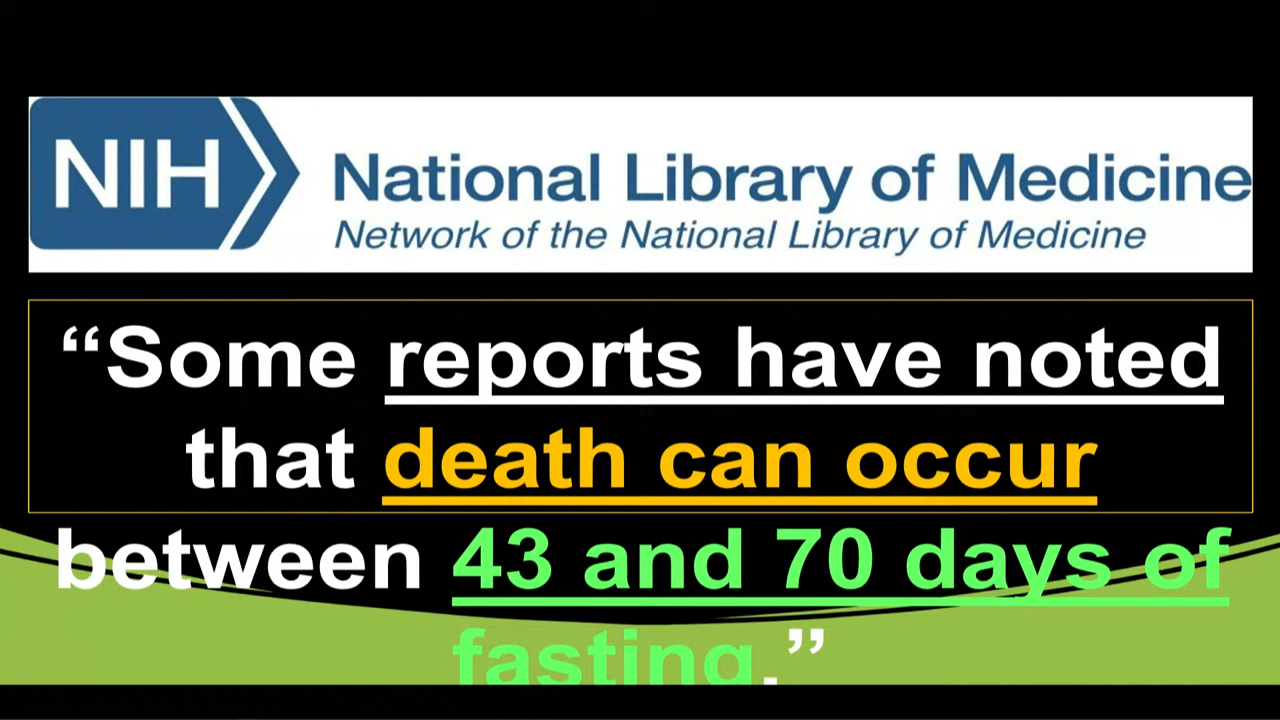 NIH
National Library of Medicine
Network of the National Library of Medicine
“Some reports have noted
that death can occur
between 43 and 70 days of
fasting.”